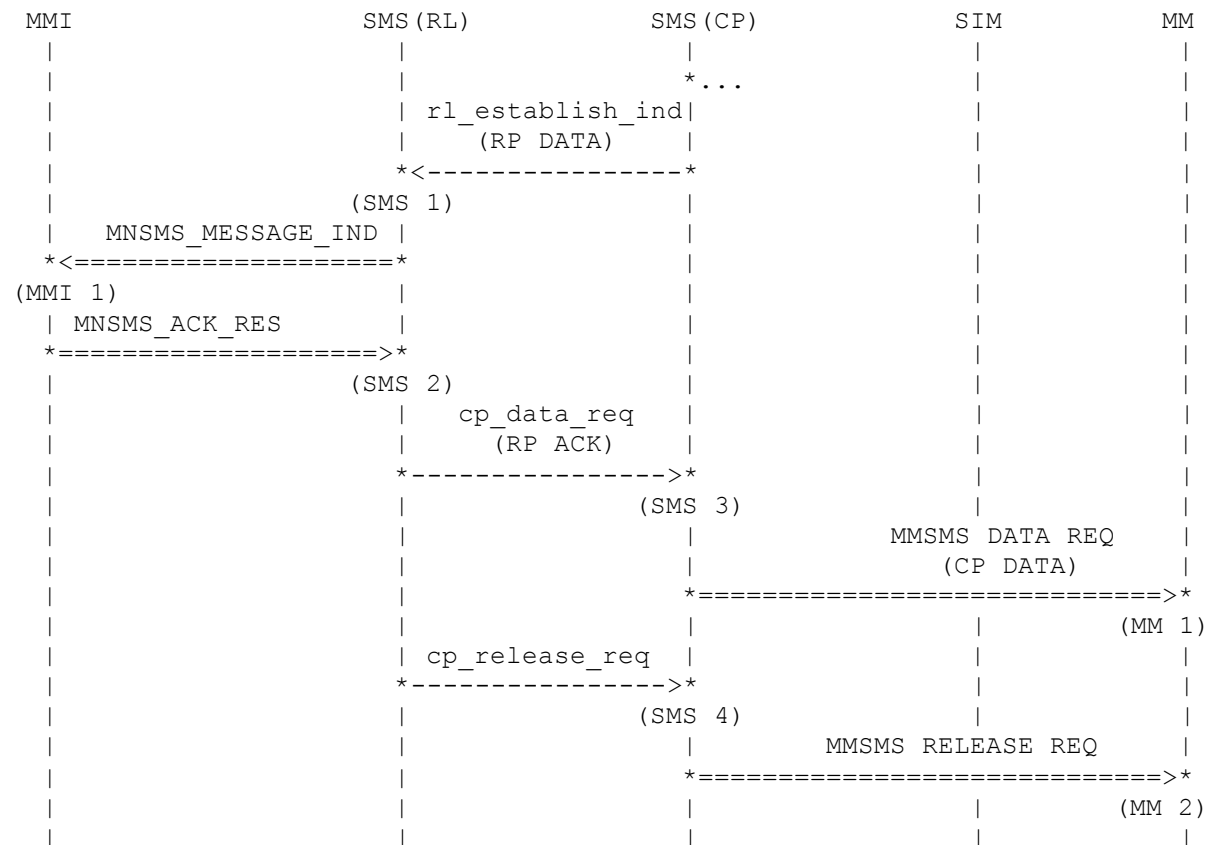 MMI SMS(RL) SMS(CP) SIM MM
*...
rl_establish_ind
(RP DATA)
(SMS 1)
MNSMS_MESSAGE_IND
(MMI 1)
MNSMS_ACK_RES
(SMS 2)
cp_data_req
(RP ACK)
(SMS 3)
MMSMS DATA REQ
(CP DATA)
(MM 1)
cp_release_req
(SMS 4)
MMSMS RELEASE REQ
(MM 2)